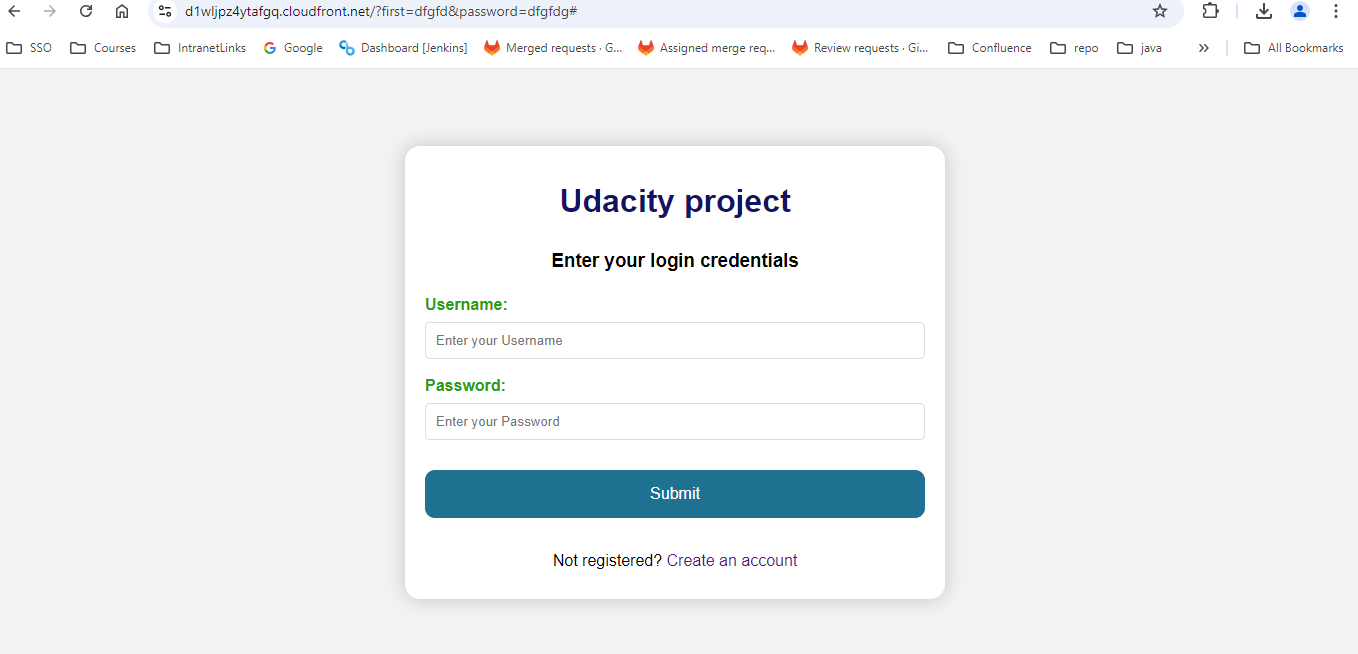 d1wljpz4ytafgq.cloudfront.net/?first=dfgfd&password=dfgfdg#
SSO Courses IntranetLinks Google Dashboard [Jenkins] Merged requests · G... Assigned merge req... Review requests · Gi... Confluence repo java » All Bookmarks
Udacity project
Enter your login credentials
Username:
Enter your Username
Password:
Enter your Password
Submit
Not registered? Create an account